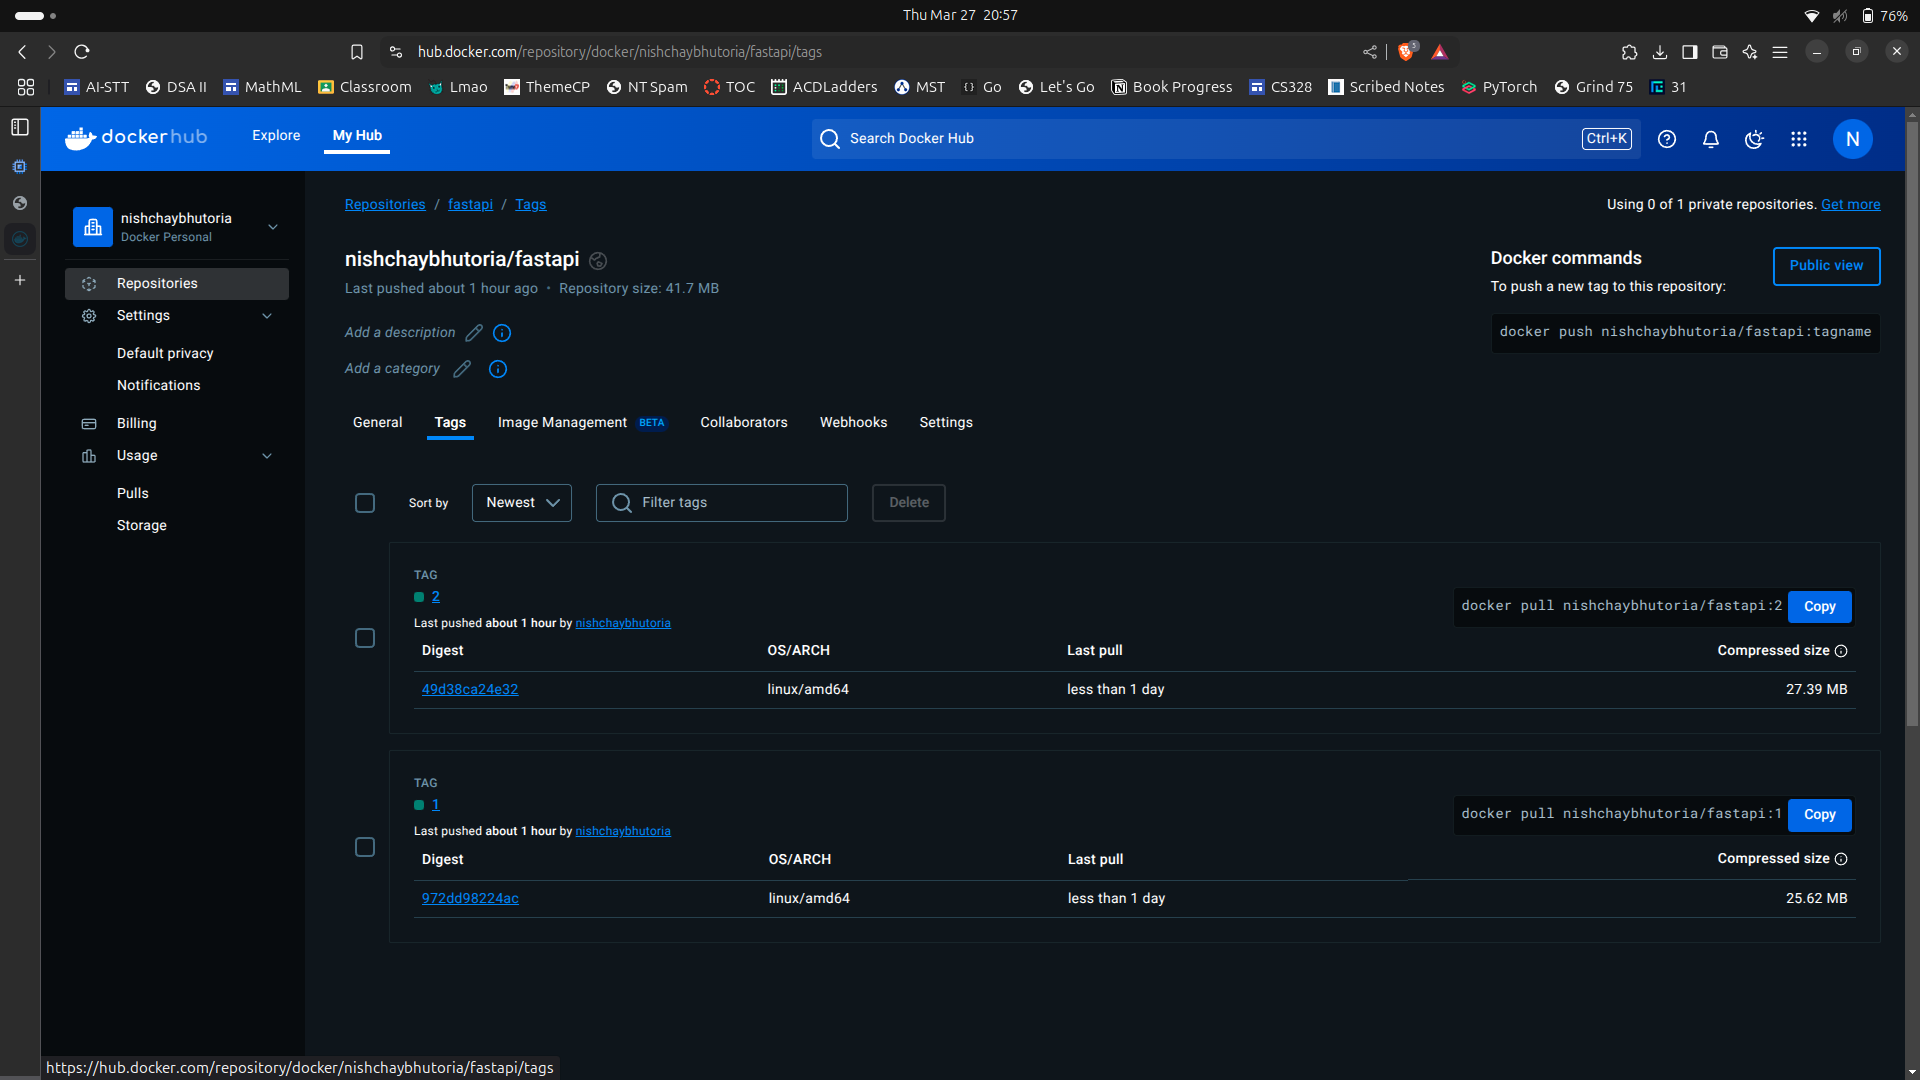 Thu Mar 27 20:57
76%
hub.docker.com/repository/docker/nishchaybhutoria/fastapi/tags
5
AI-STT DSA II MathML Classroom Lmao ThemeCP NT Spam TOC ACDLadders MST Go Let's Go Book Progress CS328 Scribed Notes PyTorch Grind 75 31
dockerhub
Explore
My Hub
Search Docker Hub
Ctrl+K
N
nishchaybhutoria
Docker Personal
Repositories
Settings
Default privacy
Notifications
Billing
Usage
Pulls
Storage
Repositories / fastapi / Tags
Using 0 of 1 private repositories. Get more
nishchaybhutoria/fastapi
Last pushed about 1 hour ago • Repository size: 41.7 MB
Add a description
Add a category
Docker commands
Public view
To push a new tag to this repository:
docker push nishchaybhutoria/fastapi:tagname
General Tags Image Management BETA Collaborators Webhooks Settings
Sort by Newest Filter tags Delete
TAG
2
Last pushed about 1 hour by nishchaybhutoria
docker pull nishchaybhutoria/fastapi:2 Copy
Digest OS/ARCH Last pull Compressed size
49d38ca24e32 linux/amd64 less than 1 day 27.39 MB
TAG
1
Last pushed about 1 hour by nishchaybhutoria
docker pull nishchaybhutoria/fastapi:1 Copy
Digest OS/ARCH Last pull Compressed size
972dd98224ac linux/amd64 less than 1 day 25.62 MB
https://hub.docker.com/repository/docker/nishchaybhutoria/fastapi/tags